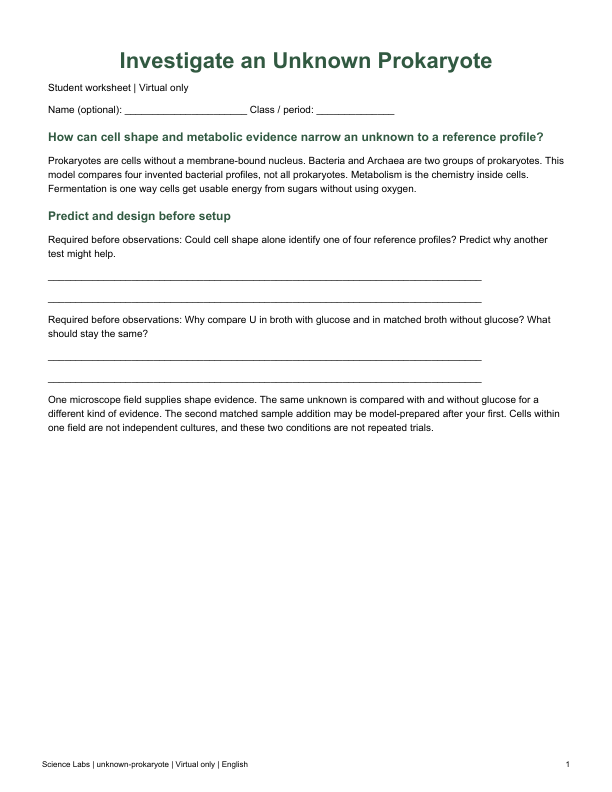 Investigate an Unknown Prokaryote
Student worksheet | Virtual only
Name (optional): ______________________ Class / period: ______________
How can cell shape and metabolic evidence narrow an unknown to a reference profile?
Prokaryotes are cells without a membrane-bound nucleus. Bacteria and Archaea are two groups of prokaryotes. This
model compares four invented bacterial profiles, not all prokaryotes. Metabolism is the chemistry inside cells.
Fermentation is one way cells get usable energy from sugars without using oxygen.
Predict and design before setup
Required before observations: Could cell shape alone identify one of four reference profiles? Predict why another
test might help.
Required before observations: Why compare U in broth with glucose and in matched broth without glucose? What
should stay the same?
One microscope field supplies shape evidence. The same unknown is compared with and without glucose for a
different kind of evidence. The second matched sample addition may be model-prepared after your first. Cells within
one field are not independent cultures, and these two conditions are not repeated trials.
Science Labs | unknown-prokaryote | Virtual only | English
1